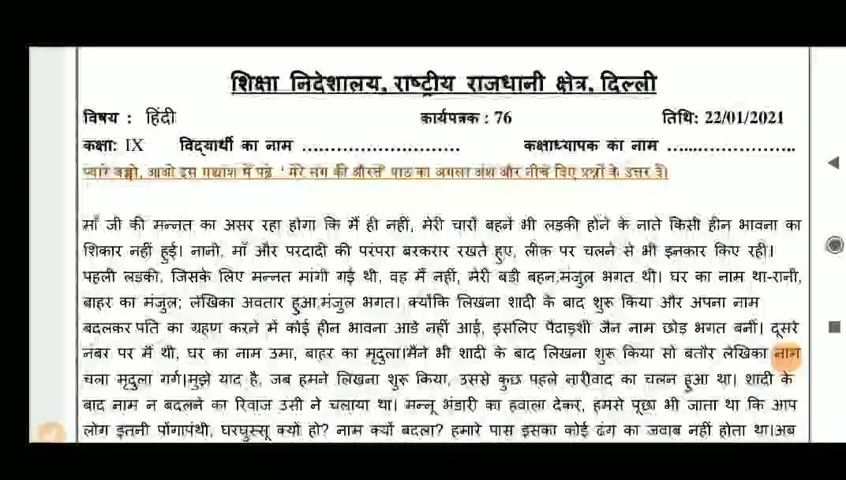 शिक्षा निदेशालय, राष्ट्रीय राजधानी क्षेत्र, दिल्ली
विषय : हिंदी कार्यपत्रक : 76 तिथि: 22/01/2021
कक्षा: IX विद्यार्थी का नाम ............................ कक्षाध्यापक का नाम ......................
प्यारे बच्चो, आओ इस गद्यांश में पढ़ें ' मेरे संग की औरतें' पाठ का अगला अंश और नीचे दिए प्रश्नों के उत्तर दें।
माँ जी की मन्नत का असर रहा होगा कि मैं ही नहीं, मेरी चारों बहनें भी लड़की होने के नाते किसी हीन भावना का
शिकार नहीं हुईं। नानी, माँ और परदादी की परंपरा बरकरार रखते हुए, लीक पर चलने से भी इनकार किए रहीं।
पहली लड़की, जिसके लिए मन्नत मांगी गई थी, वह मैं नहीं, मेरी बड़ी बहन,मंजुल भगत थी। घर का नाम था-रानी,
बाहर का मंजुल; लेखिका अवतार हुआ,मंजुल भगत। क्योंकि लिखना शादी के बाद शुरू किया और अपना नाम
बदलकर पति का ग्रहण करने में कोई हीन भावना आडे नहीं आई, इसलिए पैदाइशी जैन नाम छोड़ भगत बनीं। दूसरे
नंबर पर मैं थी, घर का नाम उमा, बाहर का मृदुला।मैंने भी शादी के बाद लिखना शुरू किया सो बतौर लेखिका नाम
चला मृदुला गर्ग।मुझे याद है, जब हमने लिखना शुरू किया, उससे कुछ पहले नारीवाद का चलन हुआ था। शादी के
बाद नाम न बदलने का रिवाज उसी ने चलाया था। मन्नू भंडारी का हवाला देकर, हमसे पूछा भी जाता था कि आप
लोग इतनी पोंगापंथी, घरघुस्सू क्यों हो? नाम क्यों बदला? हमारे पास इसका कोई ढंग का जवाब नहीं होता था।अब